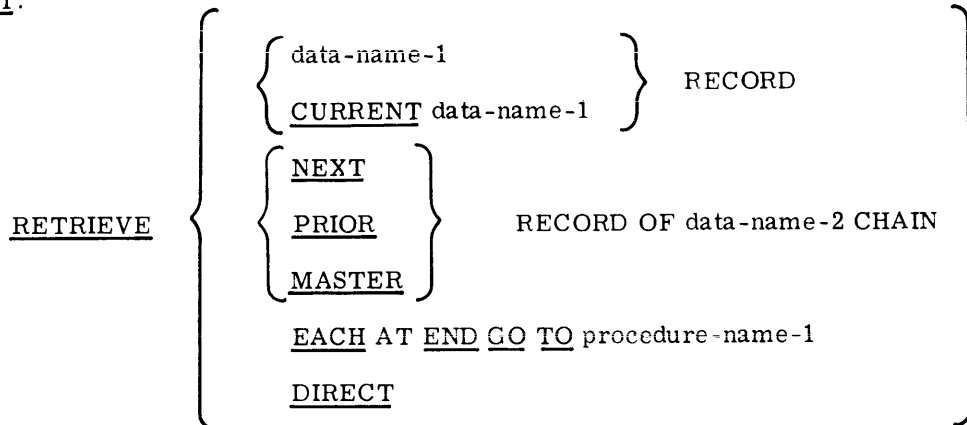 data-name-1
RECORD
CURRENT data-name-1
NEXT
RETRIEVE
PRIOR
RECORD OF data-name-2 CHAIN
MASTER
EACH AT END GO TO procedure-name-1
DIRECT